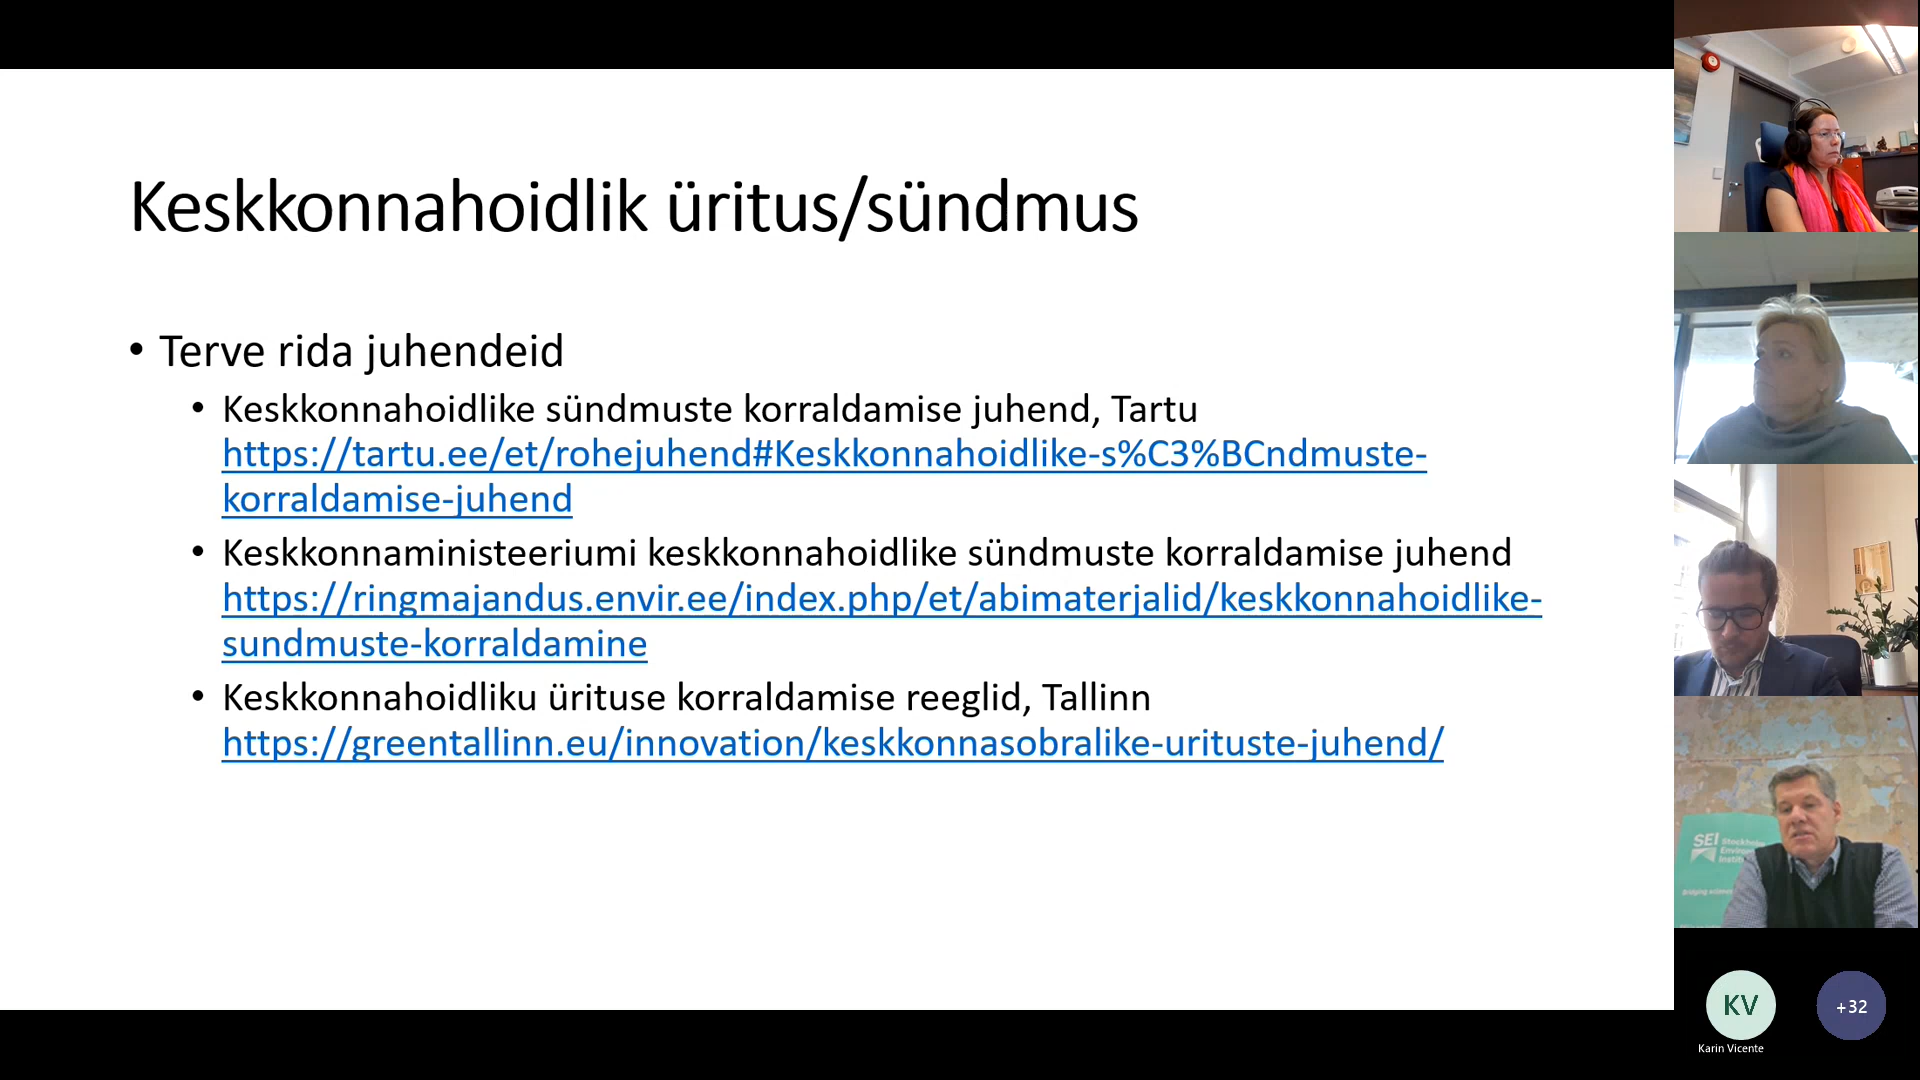 Keskkonnahoidlik üritus/sündmus
• Terve rida juhendeid
• Keskkonnahoidlike sündmuste korraldamise juhend, Tartu
https://tartu.ee/et/rohejuhend#Keskkonnahoidlike-s%C3%BCndmuste-
korraldamise-juhend
• Keskkonnaministeeriumi keskkonnahoidlike sündmuste korraldamise juhend
https://ringmajandus.envir.ee/index.php/et/abimaterjalid/keskkonnahoidlike-
sundmuste-korraldamine
• Keskkonnahoidliku ürituse korraldamise reeglid, Tallinn
https://greentallinn.eu/innovation/keskkonnasobralike-urituste-juhend/
SEI Stockholm
KV
+32
Karin Vicente